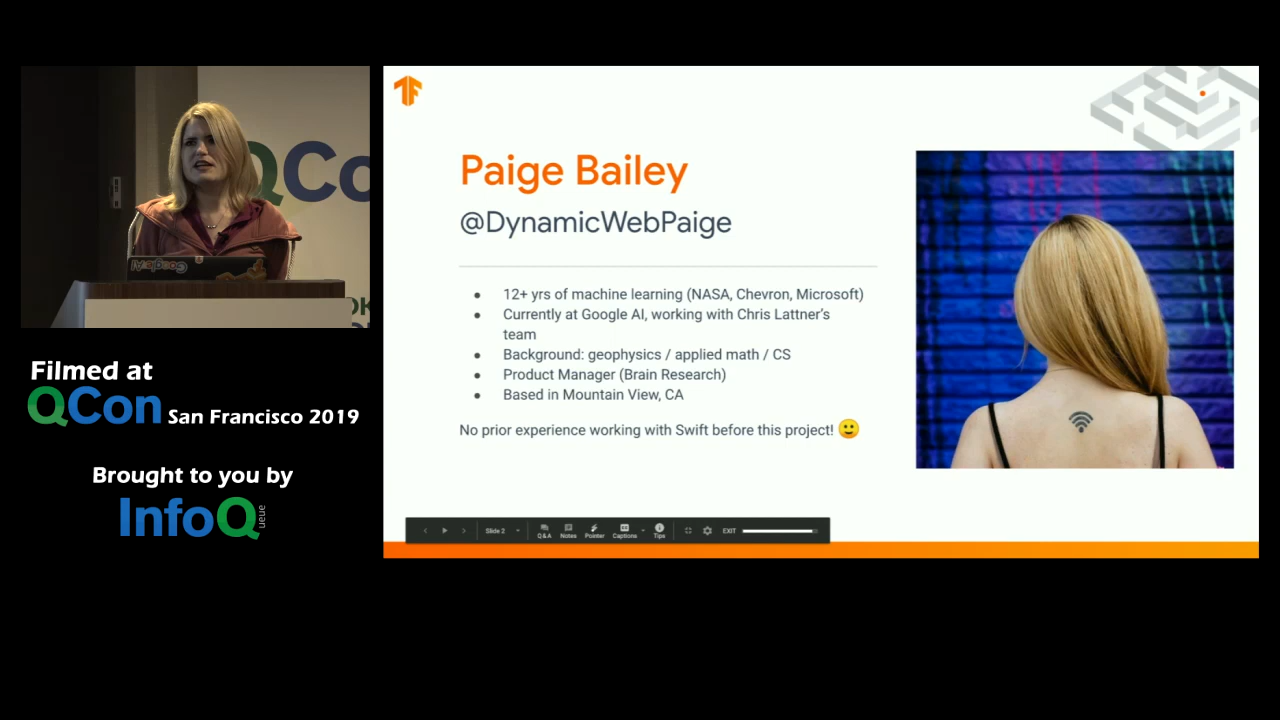 QCo
GoogleAI
Filmed at
QCon San Francisco 2019
Brought to you by
InfoQ
ueue
Paige Bailey
@DynamicWebPaige
● 12+ yrs of machine learning (NASA, Chevron, Microsoft)
● Currently at Google AI, working with Chris Lattner's
team
● Background: geophysics / applied math / CS
● Product Manager (Brain Research)
● Based in Mountain View, CA
No prior experience working with Swift before this project! 🙂
Slide 2
Q&A Notes Pointer Captions Tips EXIT